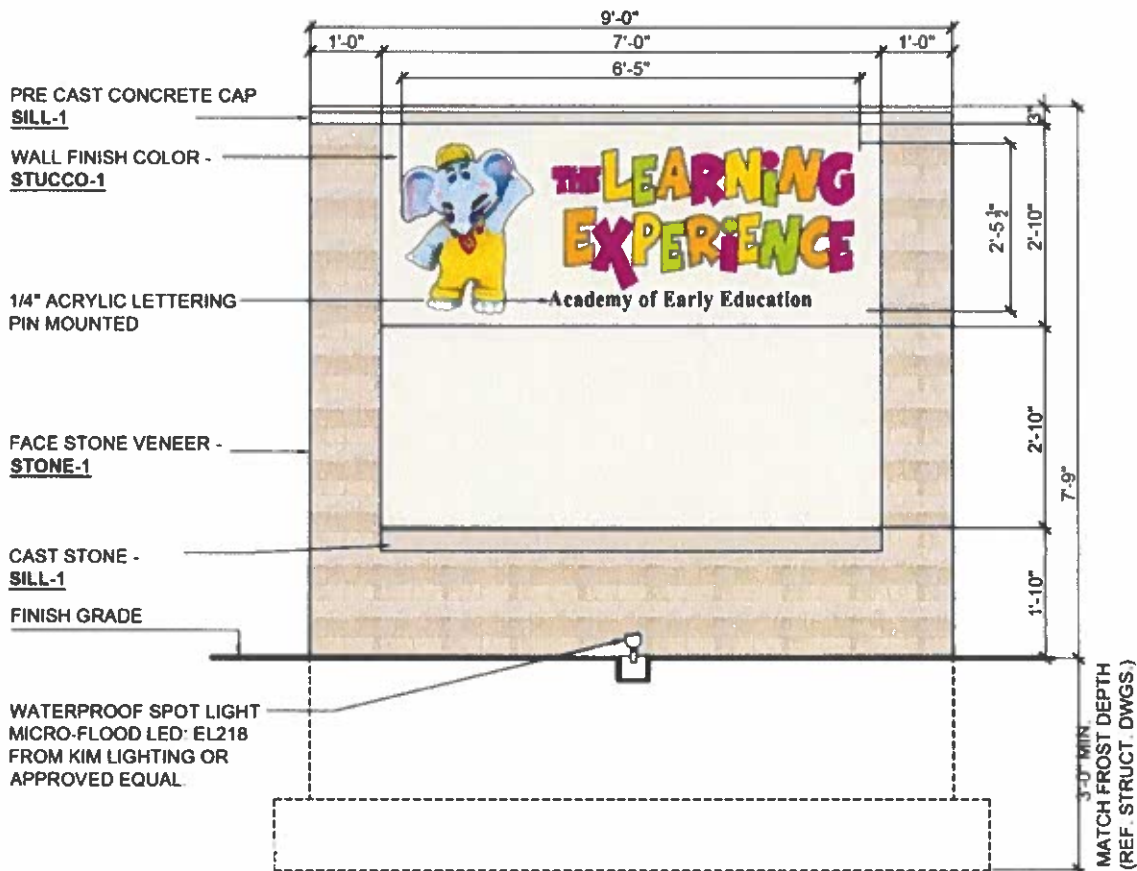 9'-0"
1'-0" 7'-0" 1'-0"
6'-5"
PRE CAST CONCRETE CAP
SILL-1
WALL FINISH COLOR -
STUCCO-1
1/4" ACRYLIC LETTERING
PIN MOUNTED
FACE STONE VENEER -
STONE-1
CAST STONE -
SILL-1
FINISH GRADE
WATERPROOF SPOT LIGHT
MICRO-FLOOD LED: EL218
FROM KIM LIGHTING OR
APPROVED EQUAL.
THE LEARNING
EXPERIENCE
Academy of Early Education
3"
2'-5 1/2"
2'-10"
2'-10"
7'-9"
1'-10"
3'-0" MIN.
MATCH FROST DEPTH
(REF. STRUCT. DWGS.)